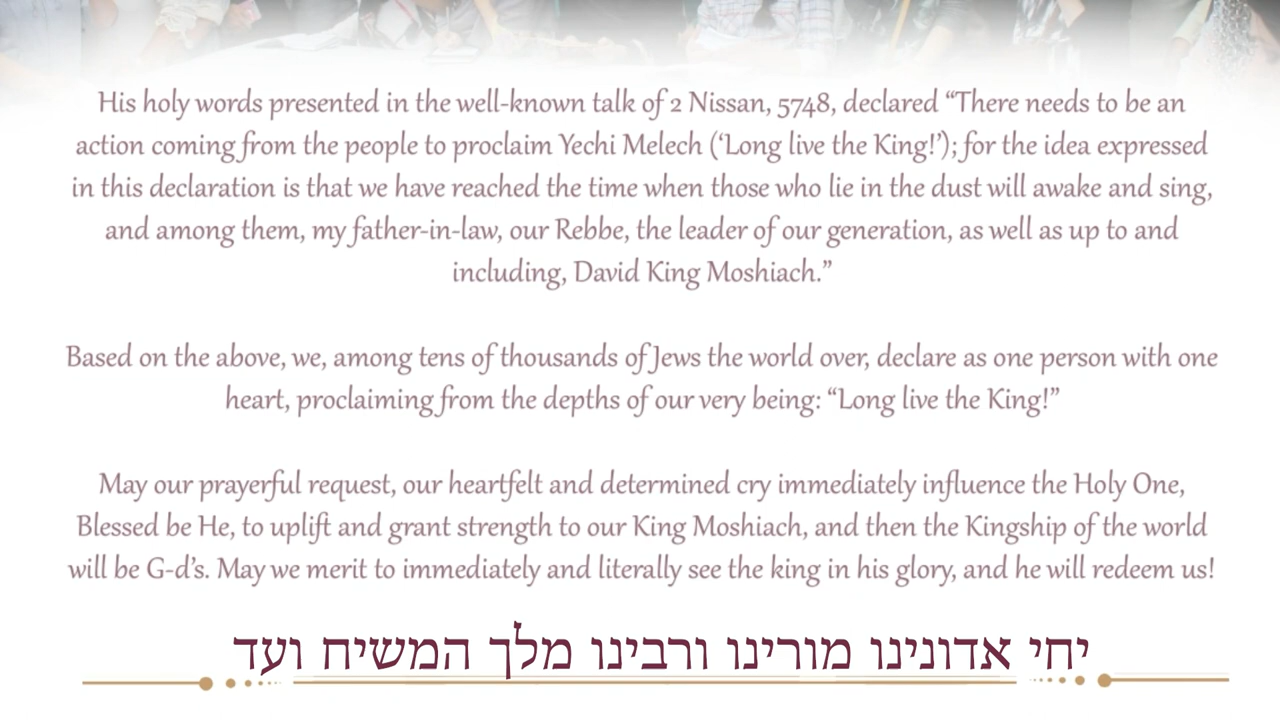 His holy words presented in the well-known talk of 2 Nissan, 5748, declared “There needs to be an
action coming from the people to proclaim Yechi Melech (‘Long live the King!’); for the idea expressed
in this declaration is that we have reached the time when those who lie in the dust will awake and sing,
and among them, my father-in-law, our Rebbe, the leader of our generation, as well as up to and
including, David King Moshiach.”
Based on the above, we, among tens of thousands of Jews the world over, declare as one person with one
heart, proclaiming from the depths of our very being: “Long live the King!”
May our prayerful request, our heartfelt and determined cry immediately influence the Holy One,
Blessed be He, to uplift and grant strength to our King Moshiach, and then the Kingship of the world
will be G-d’s. May we merit to immediately and literally see the king in his glory, and he will redeem us!
יחי אדונינו מורינו ורבינו מלך המשיח ועד